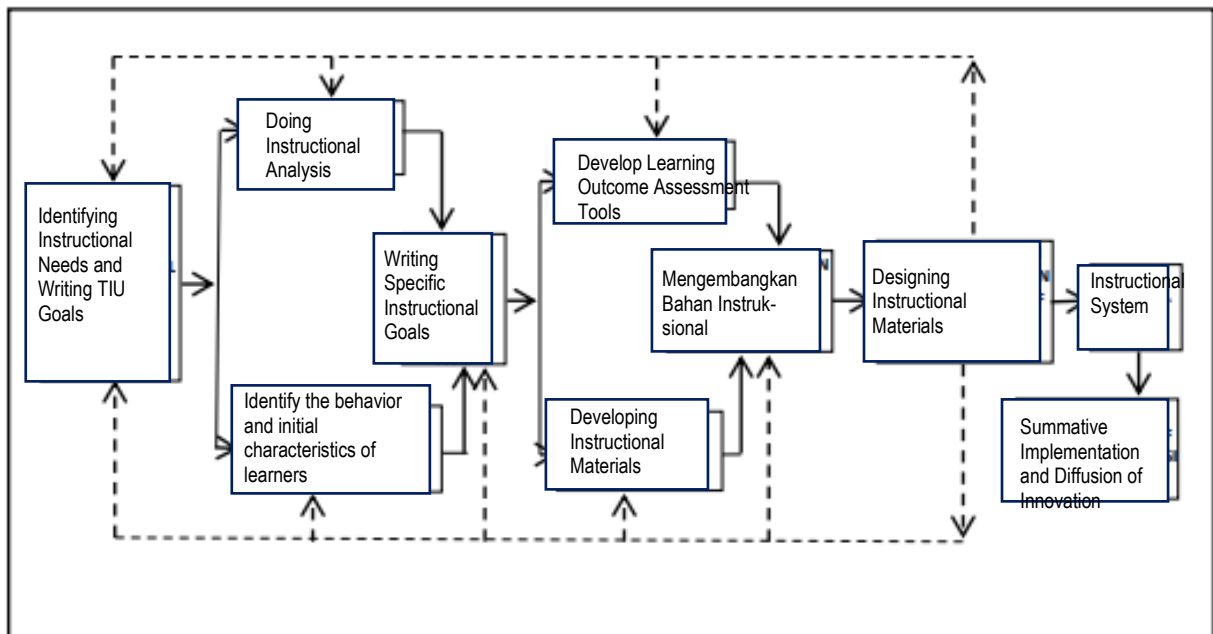 Identifying
Instructional
Needs and
Writing TIU
Goals
Doing
Instructional
Analysis
Identify the behavior
and initial
characteristics of
learners
Writing
Specific
Instructional
Goals
Develop Learning
Outcome Assessment
Tools
Developing
Instructional
Materials
Mengembangkan
Bahan Instruk-
sional
Designing
Instructional
Materials
Instructional
System
Summative
Implementation
and Diffusion of
Innovation